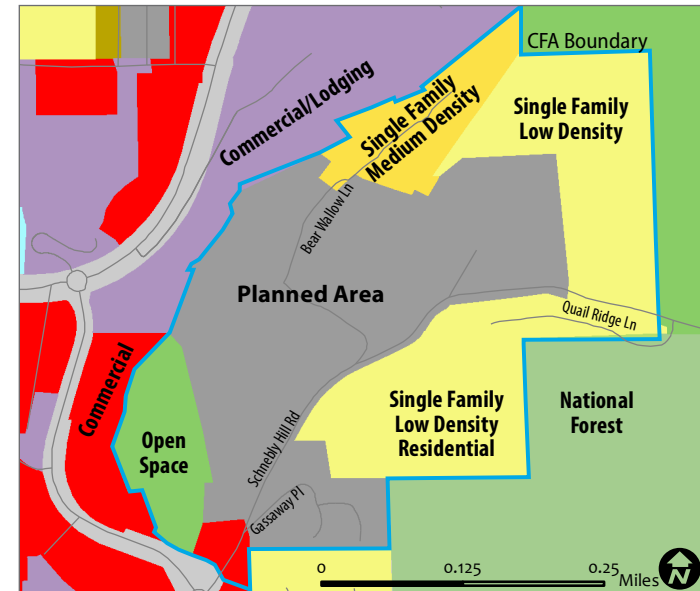 CFA Boundary
Commercial/Lodging
Single Family
Medium Density
Single Family
Low Density
Bear Wallow Ln
Planned Area
Quail Ridge Ln
Commercial
Single Family
Low Density
Residential
National
Forest
Open
Space
Schnebly Hill Rd
Gassaway Pl
0 0.125 0.25 Miles
N